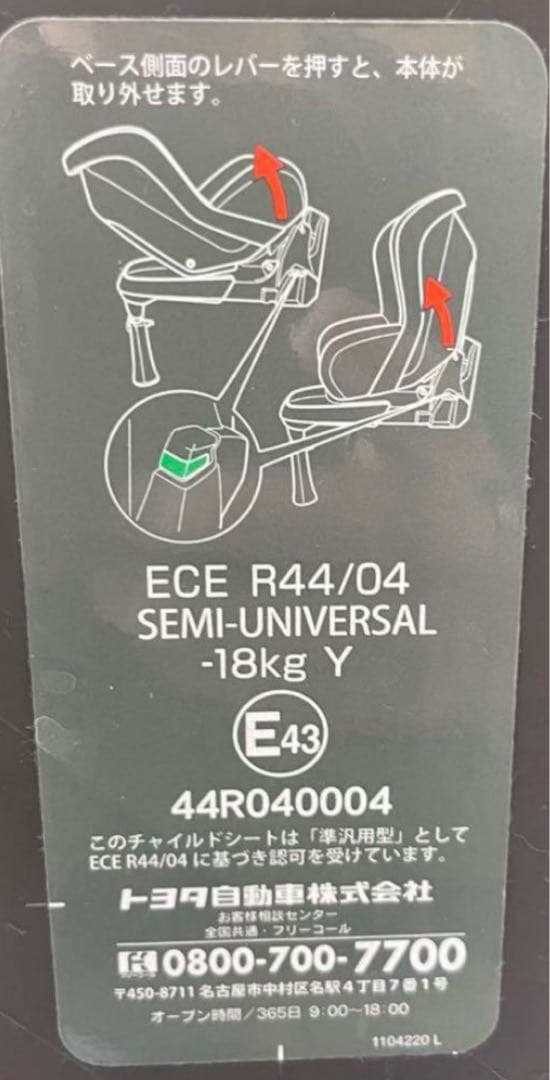 ベース側面のレバーを押すと、本体が
取り外せます。
ECE R44/04
SEMI-UNIVERSAL
-18kg Y
E43
44R040004
このチャイルドシートは「準汎用型」として
ECE R44/04 に基づき認可を受けています。
トヨタ自動車株式会社
お客様相談センター
全国共通・フリーコール
0800-700-7700
〒450-8711 名古屋市中村区名駅4丁目7番1号
オープン時間／365日 9:00〜18:00
1104220 L